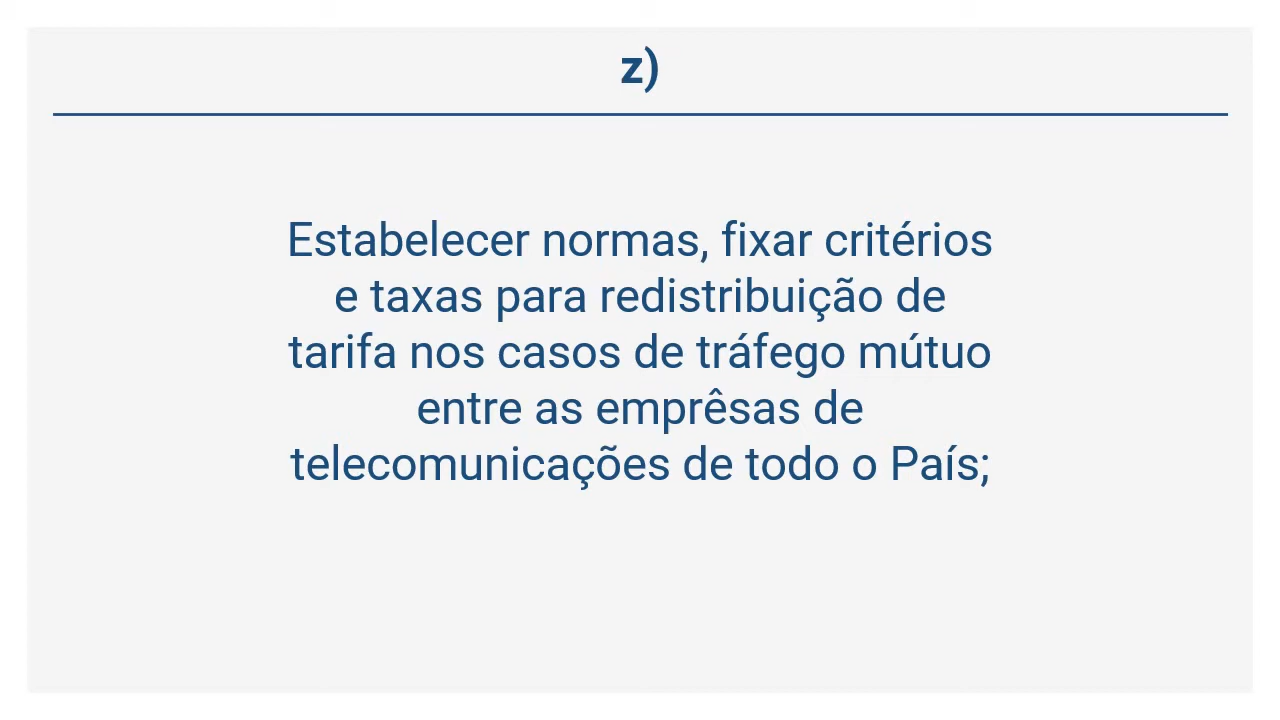 z)
Estabelecer normas, fixar critérios
e taxas para redistribuição de
tarifa nos casos de tráfego mútuo
entre as emprêsas de
telecomunicações de todo o País;